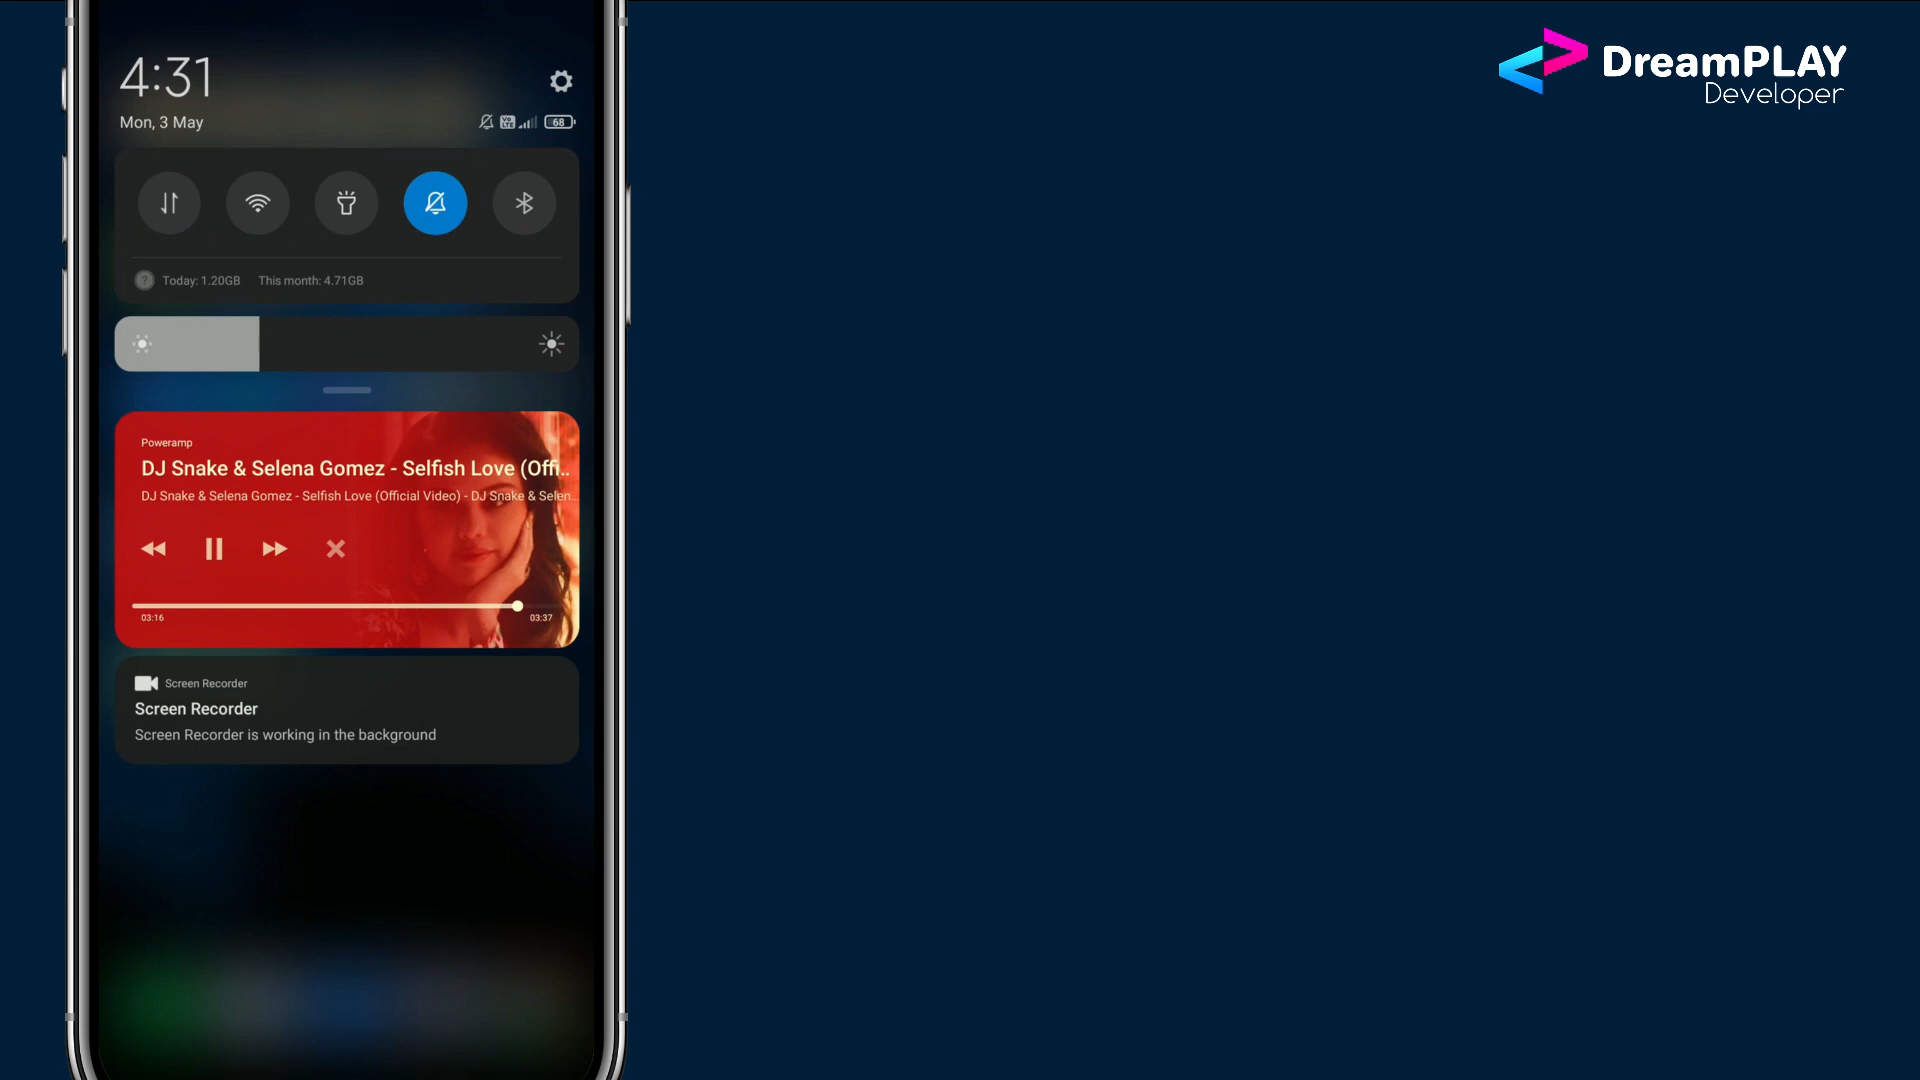 4:31
Mon, 3 May
68
DreamPLAY
Developer
Today: 1.20GB This month: 4.71GB
Poweramp
DJ Snake & Selena Gomez - Selfish Love (Offi..
DJ Snake & Selena Gomez - Selfish Love (Official Video) - DJ Snake & Selen...
03:16 03:37
Screen Recorder
Screen Recorder
Screen Recorder is working in the background